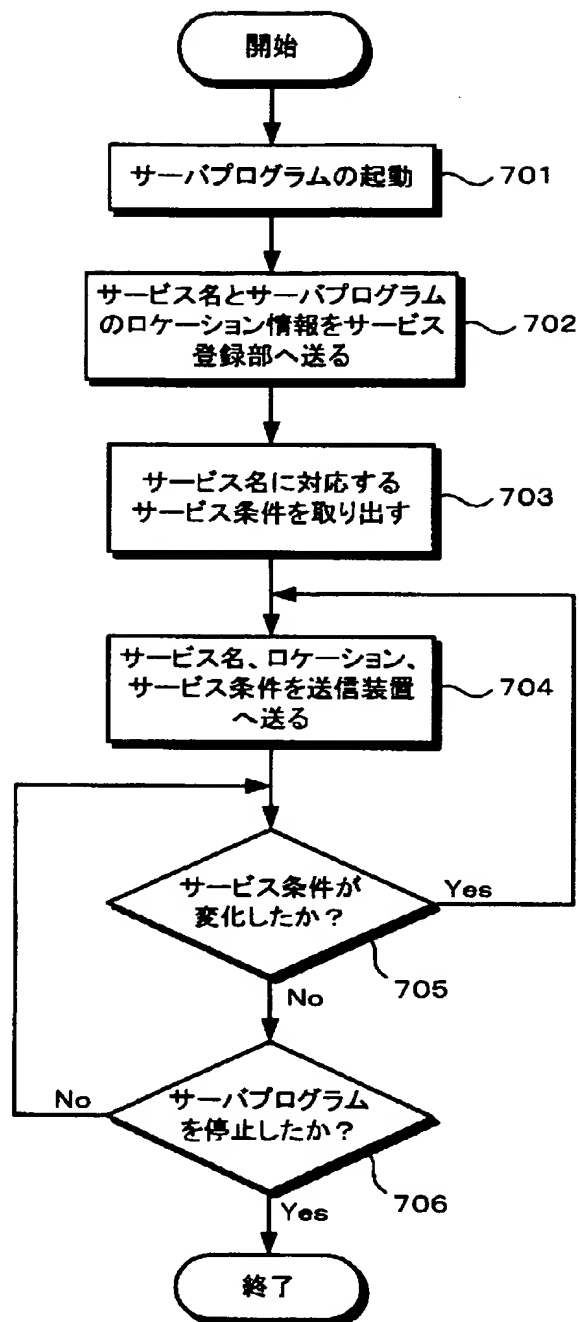 開始
サーバプログラムの起動
701
サービス名とサーバプログラム
のロケーション情報をサービス
登録部へ送る
702
サービス名に対応する
サービス条件を取り出す
703
サービス名、ロケーション、
サービス条件を送信装置
へ送る
704
サービス条件が
変化したか？
Yes
705
No
サーバプログラム
を停止したか？
No
706
Yes
終了